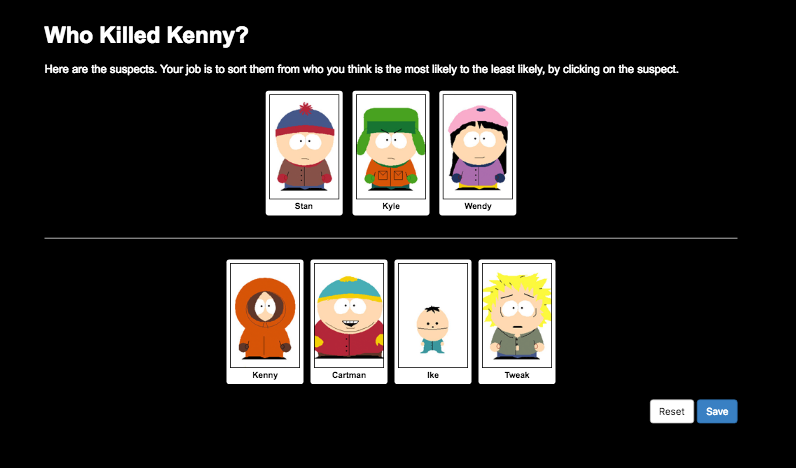 Who Killed Kenny?
Here are the suspects. Your job is to sort them from who you think is the most likely to the least likely, by clicking on the suspect.
Stan Kyle Wendy
Kenny Cartman Ike Tweak
Reset Save